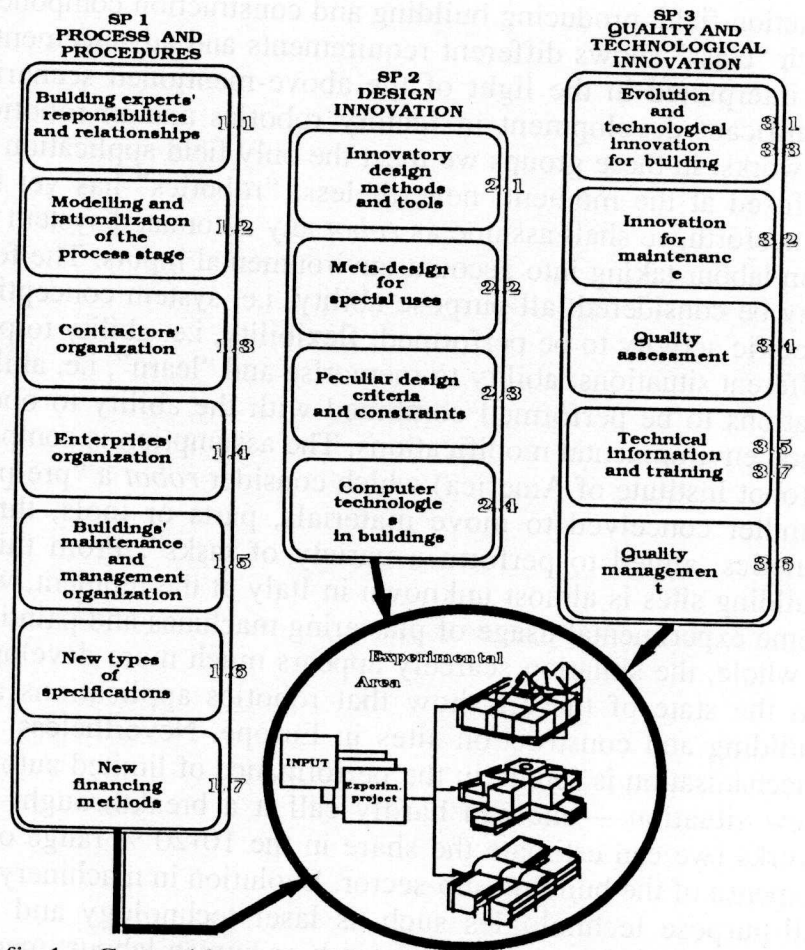 SP 1
PROCESS AND
PROCEDURES
Building experts'
responsibilities
and relationships
1.1
Modelling and
rationalization
of the
process stage
1.2
Contractors'
organization
1.3
Enterprises'
organization
1.4
Buildings'
maintenance
and
management
organization
1.5
New types
of
specifications
1.6
New
financing
methods
1.7
SP 2
DESIGN
INNOVATION
Innovatory
design
methods
and tools
2.1
Meta-design
for
special uses
2.2
Peculiar design
criteria
and constraints
2.3
Computer
technologie
in buildings
2.4
SP 3
QUALITY AND
TECHNOLOGICAL
INNOVATION
Evolution
and
technological
innovation
for building
3.1
3.3
Innovation
for
maintenanc
e
3.2
Quality
assessment
3.4
Technical
information
and training
3.5
3.7
Quality
managemen
t
3.6
Experimental
Area
INPUT
Experim.
project